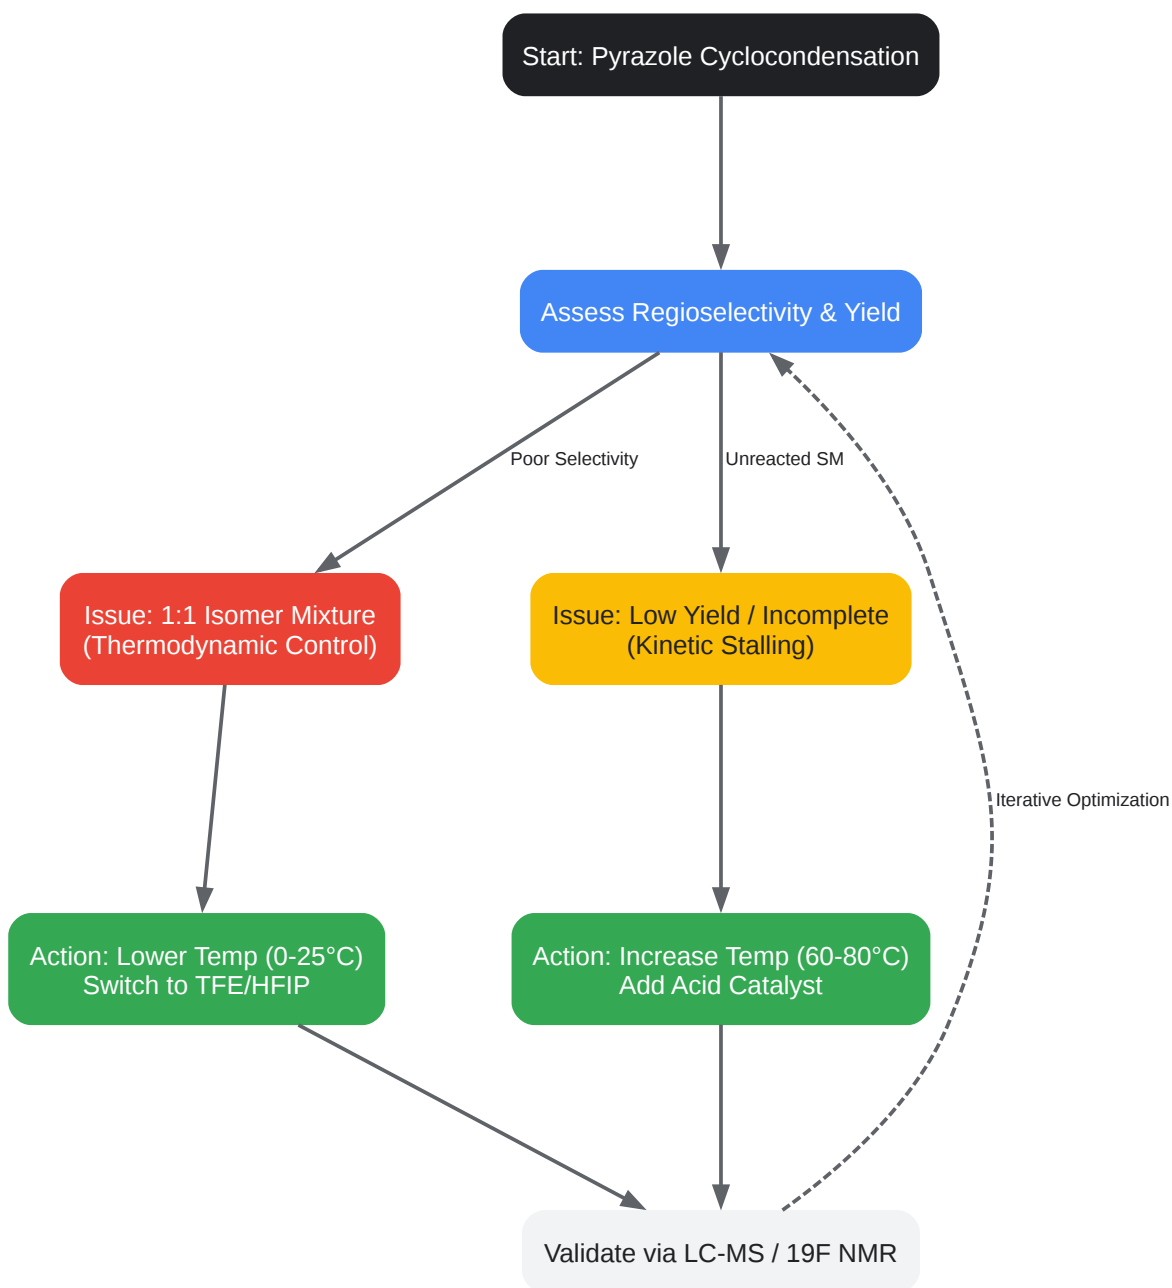 Start: Pyrazole Cyclocondensation
Assess Regioselectivity & Yield
Poor Selectivity
Unreacted SM
Issue: 1:1 Isomer Mixture
(Thermodynamic Control)
Issue: Low Yield / Incomplete
(Kinetic Stalling)
Iterative Optimization
Action: Lower Temp (0-25°C)
Switch to TFE/HFIP
Action: Increase Temp (60-80°C)
Add Acid Catalyst
Validate via LC-MS / 19F NMR